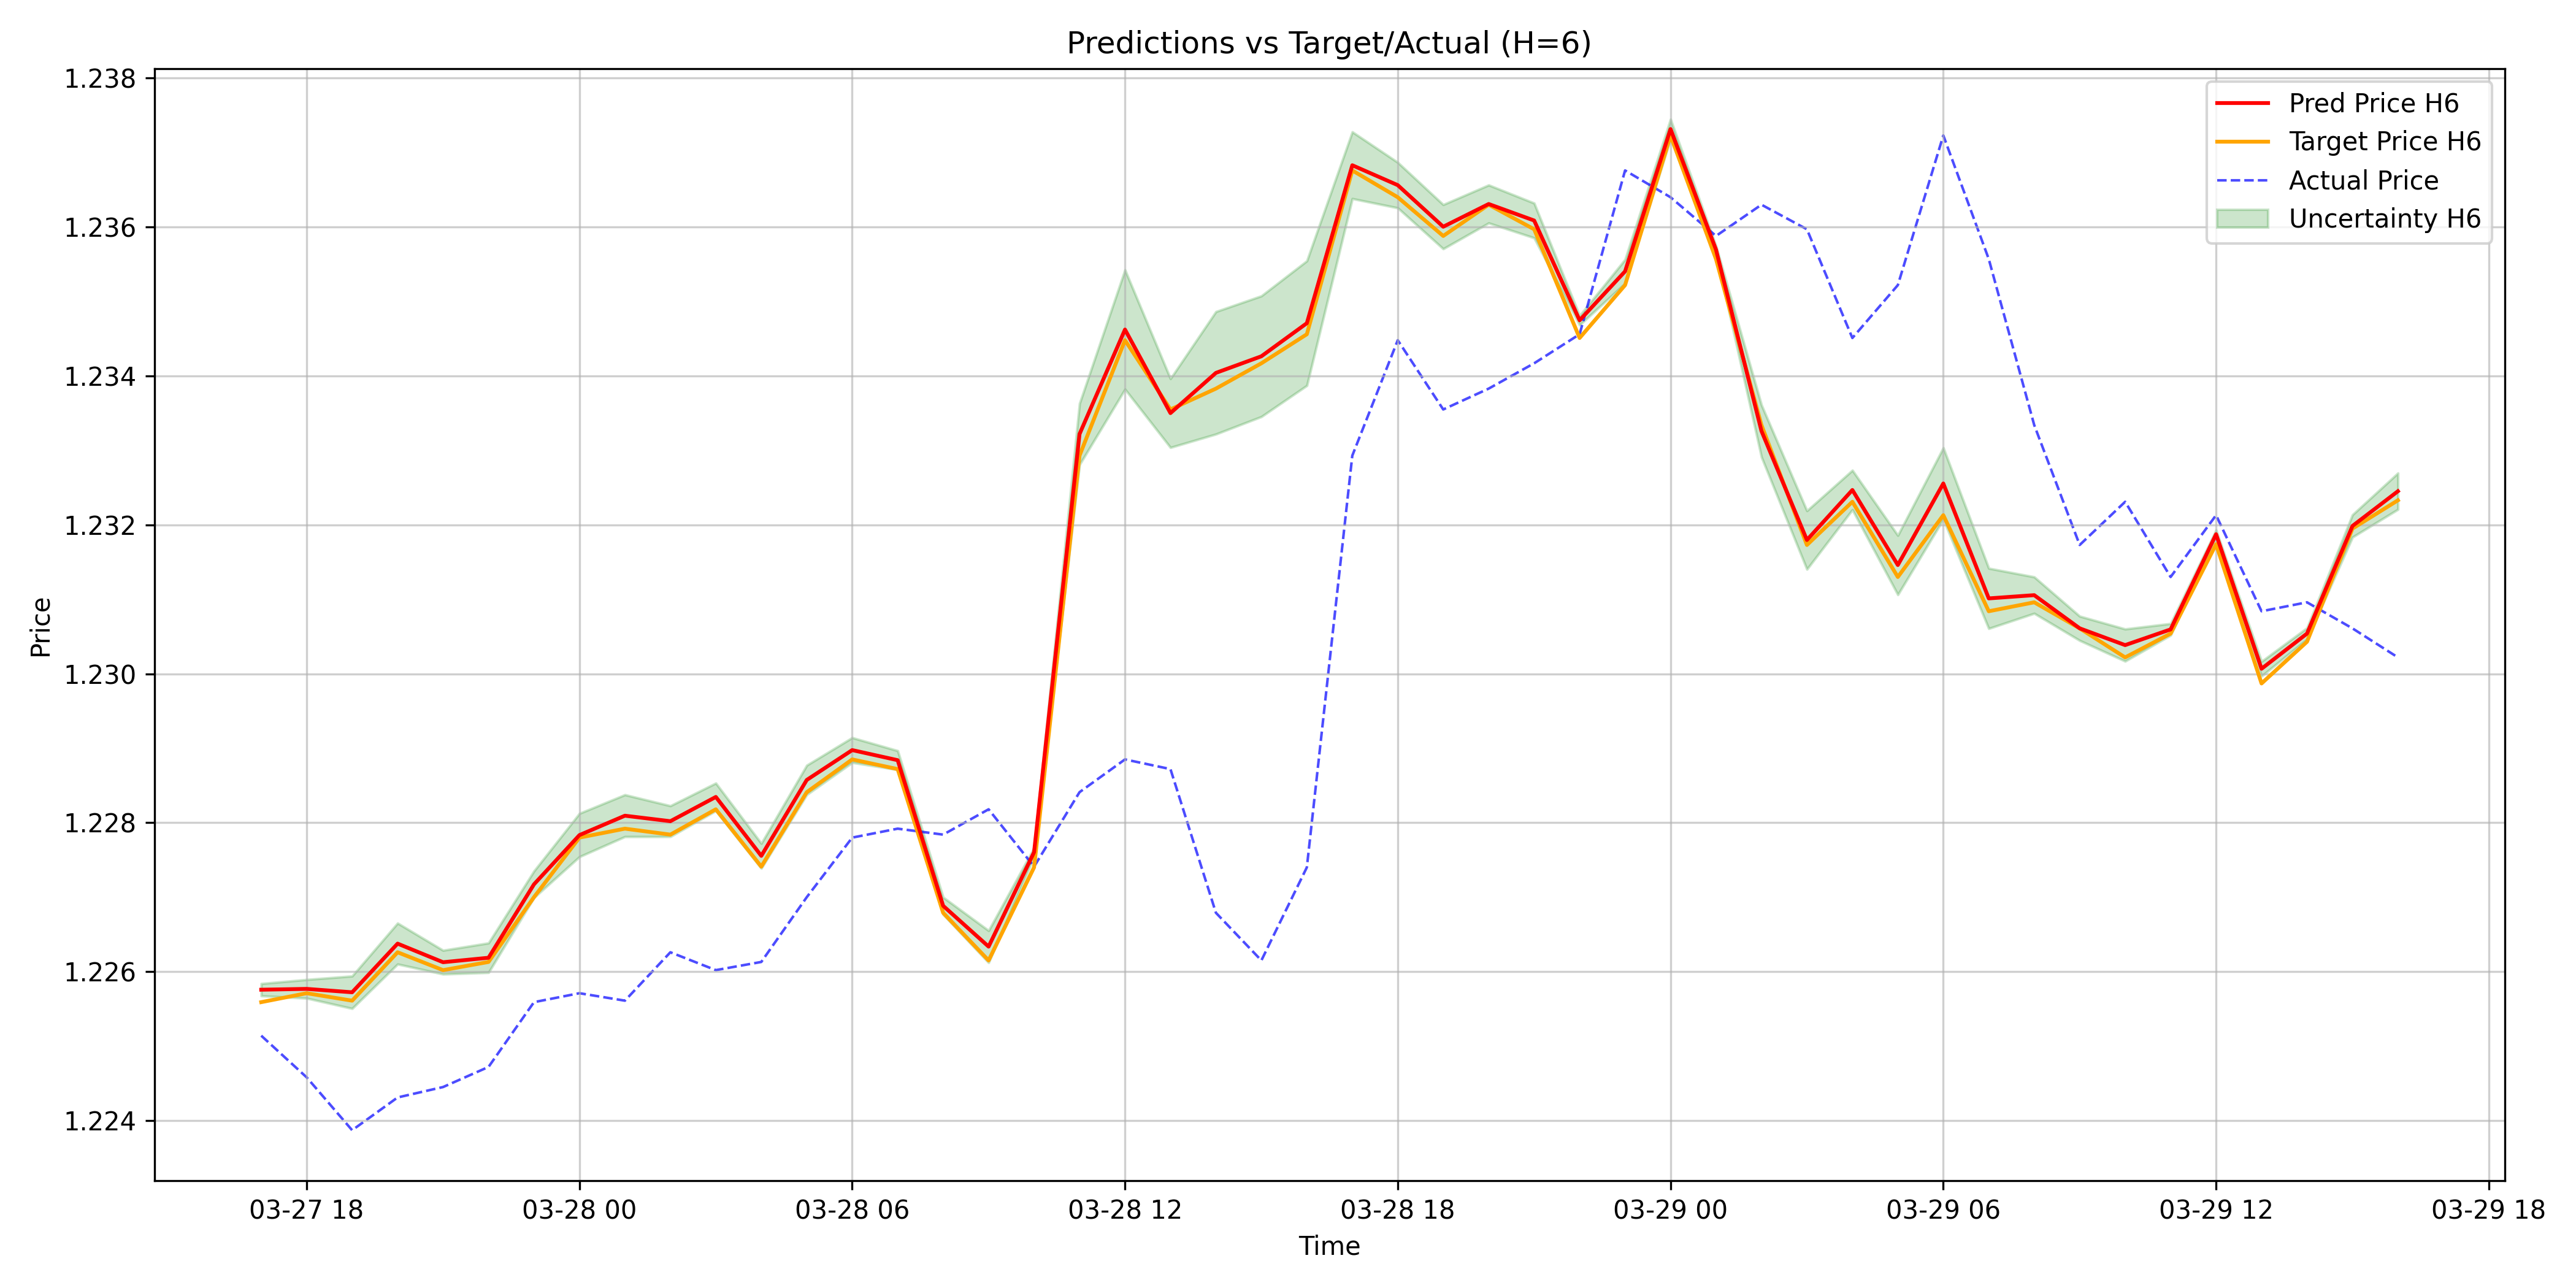 Predictions vs Target/Actual (H=6)
Pred Price H6
Target Price H6
Actual Price
Uncertainty H6
Price
1.238
1.236
1.234
1.232
1.230
1.228
1.226
1.224
03-27 18
03-28 00
03-28 06
03-28 12
03-28 18
03-29 00
03-29 06
03-29 12
03-29 18
Time